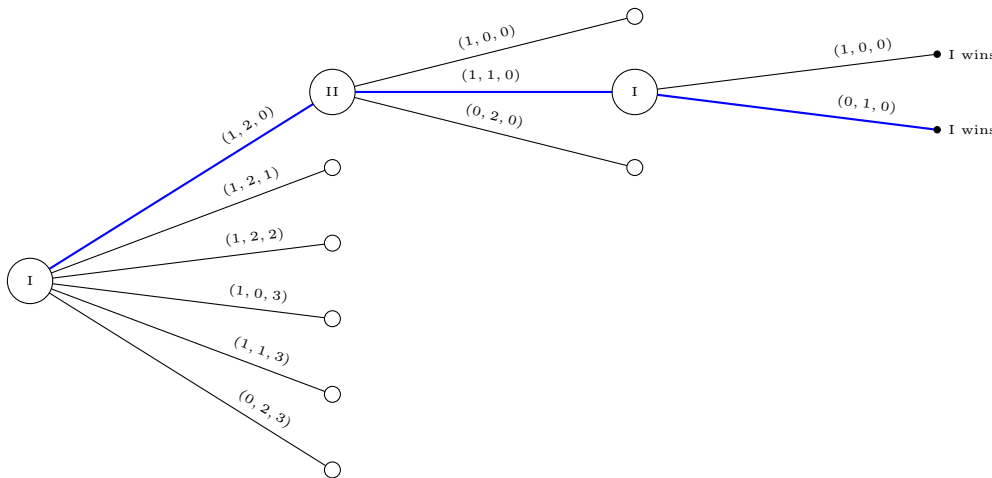 (1, 0, 0)
(1, 0, 0)
I wins
II
(1, 1, 0)
I
(1, 2, 0)
(0, 2, 0)
(0, 1, 0)
I wins
(1, 2, 1)
(1, 2, 2)
I
(1, 0, 3)
(1, 1, 3)
(0, 2, 3)